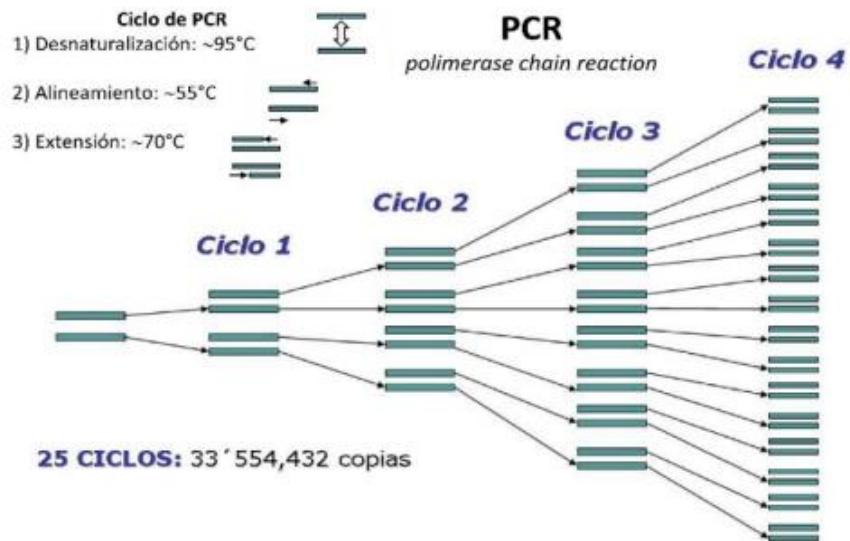 Ciclo de PCR
1) Desnaturalización: ~95°C
2) Alineamiento: ~55°C
3) Extensión: ~70°C
PCR
polimerase chain reaction
Ciclo 1
Ciclo 2
Ciclo 3
Ciclo 4
25 CICLOS: 33´554,432 copias